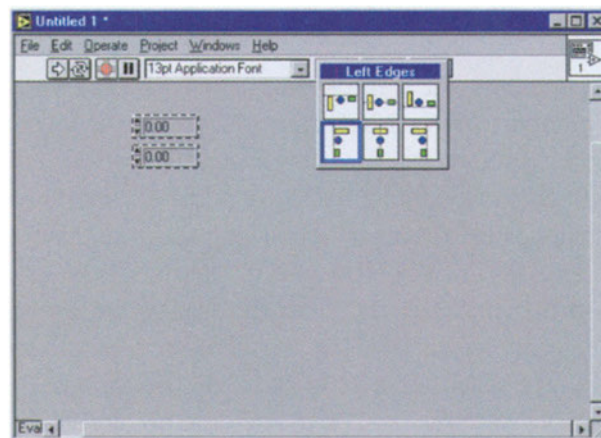 Untitled 1 *
File Edit Operate Project Windows Help
13pt Application Font
Left Edges
1
0.00
0.00
Eval